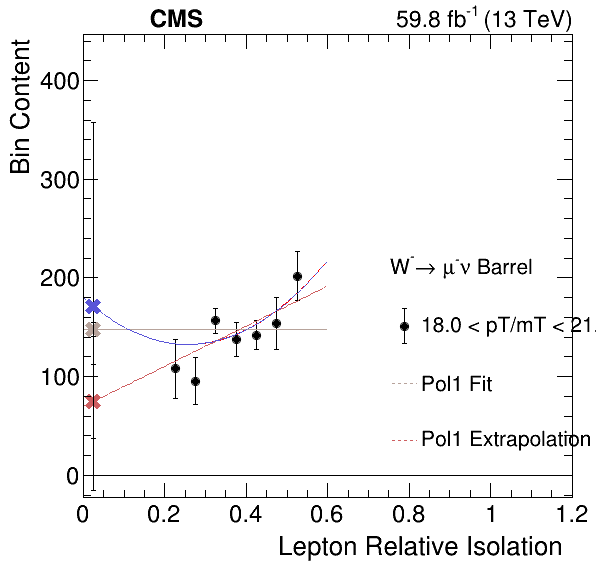 CMS 59.8 fb⁻¹ (13 TeV)
Bin Content
400
300
200
100
0
W⁻→ μ⁻ν Barrel
18.0 < pT/mT < 21.
Pol1 Fit
Pol1 Extrapolation
0 0.2 0.4 0.6 0.8 1 1.2
Lepton Relative Isolation